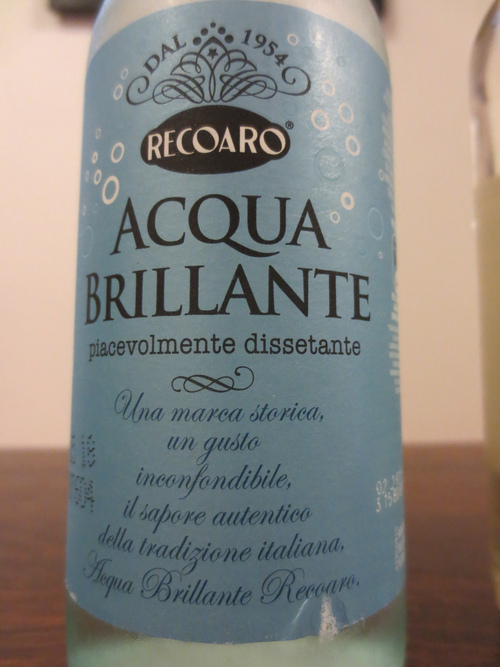 DAL 1954
RECOARO®
ACQUA
BRILLANTE
piacevolmente dissetante
Una marca storica,
un gusto
inconfondibile,
il sapore autentico
della tradizione italiana,
Acqua Brillante Recoaro.